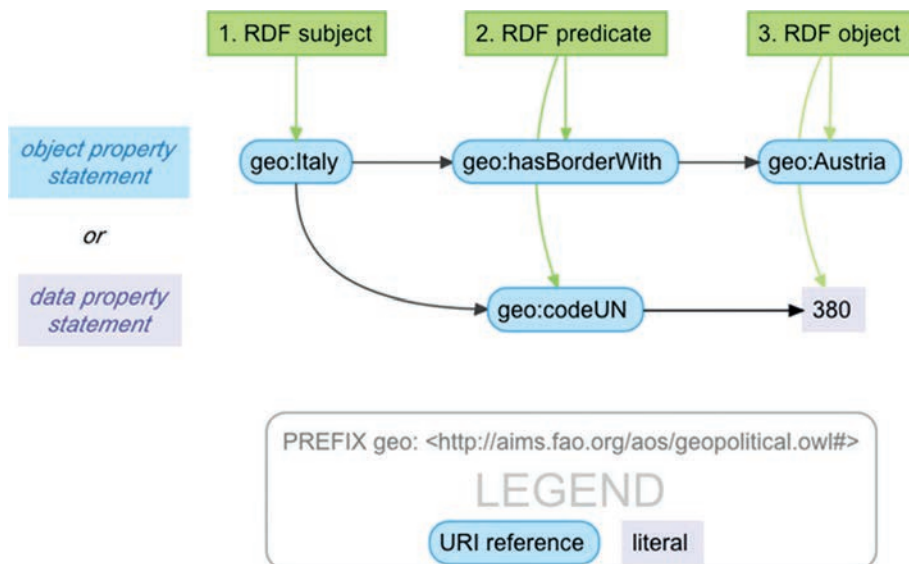 1. RDF subject
2. RDF predicate
3. RDF object
object property
statement
geo:Italy
geo:hasBorderWith
geo:Austria
or
data property
statement
geo:codeUN
380
PREFIX geo: <http://aims.fao.org/aos/geopolitical.owl#>
LEGEND
URI reference
literal